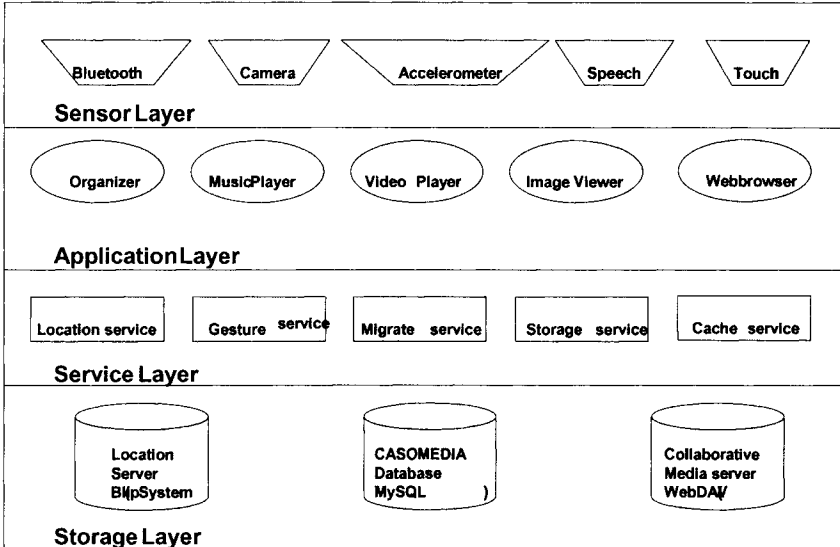 Bluetooth
Camera
Accelerometer
Speech
Touch
Sensor Layer
Organizer
MusicPlayer
Video Player
Image Viewer
Webbrowser
Application Layer
Location service
Gesture service
Migrate service
Storage service
Cache service
Service Layer
Location
Server
BlipSystem
CASOMEDIA
Database
MySQL )
Collaborative
Media server
WebDAV
Storage Layer